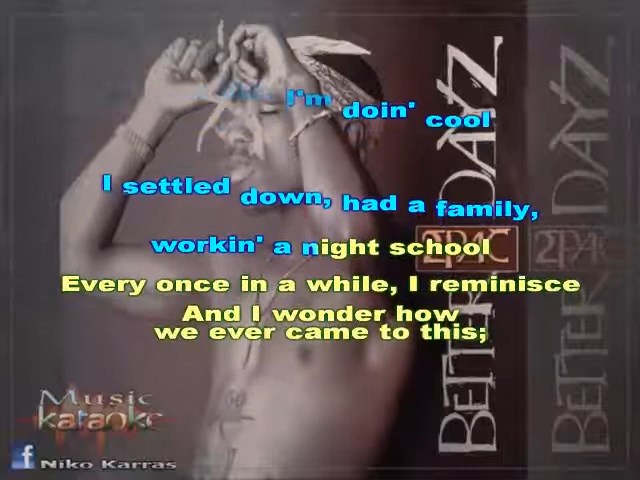 I'm doin' cool
I settled down, had a family,
workin' a night school
Every once in a while, I reminisce
And I wonder how
we ever came to this;
BETTER DAYZ
2PAC
BETTER DAYZ
2PAC
Music
karaoke
f Niko Karras